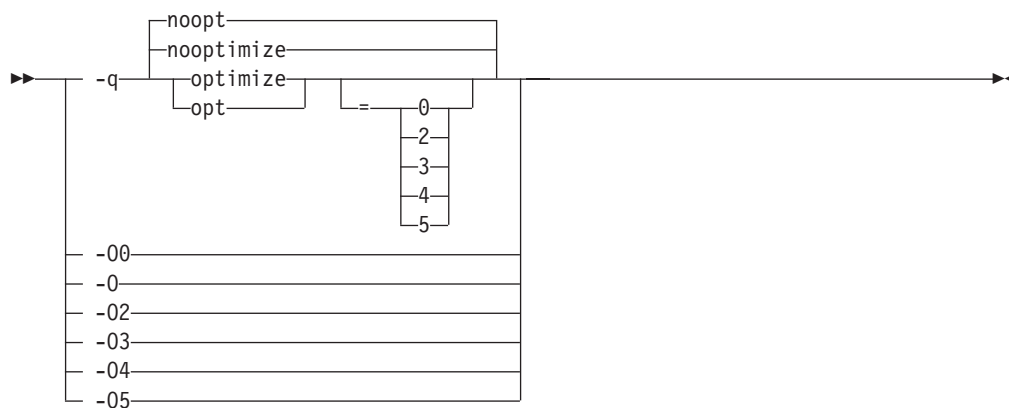 noopt
nooptimize
-q optimize
opt = 0
2
3
4
5
-O0
-O
-O2
-O3
-O4
-O5